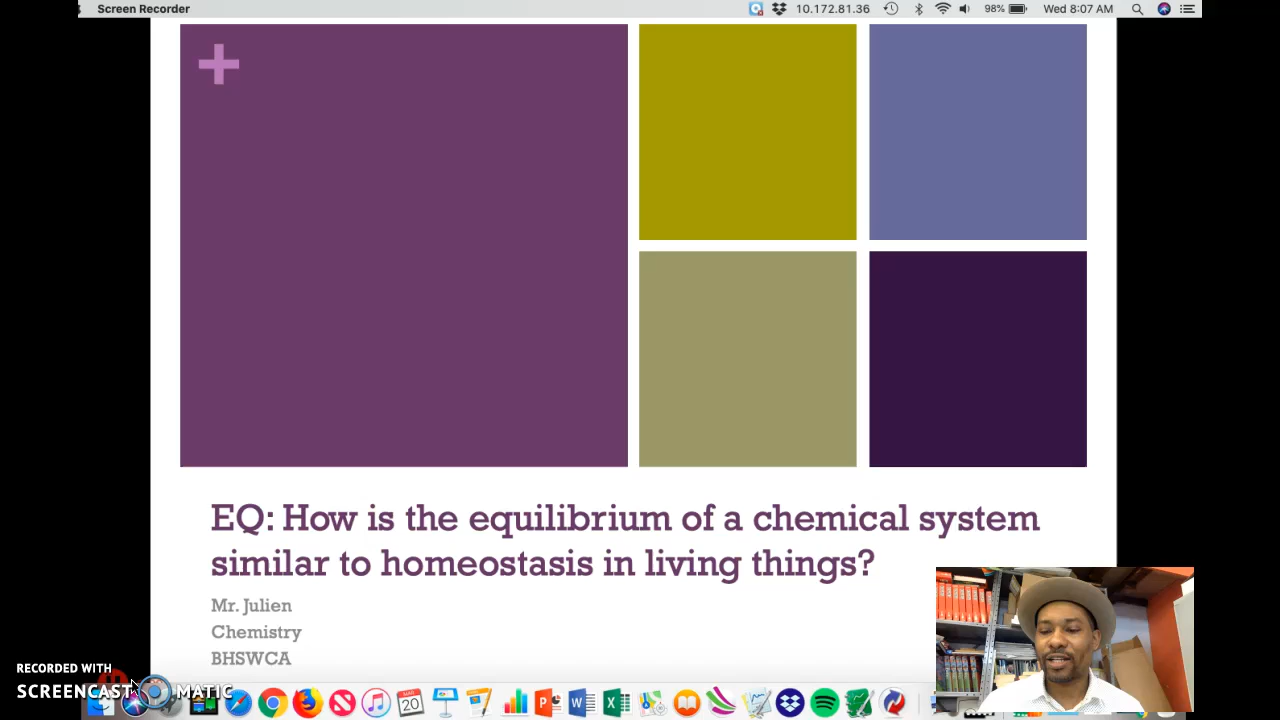 Screen Recorder
10.172.81.36
98%
Wed 8:07 AM
+
EQ: How is the equilibrium of a chemical system
similar to homeostasis in living things?
Mr. Julien
Chemistry
BHSWCA
RECORDED WITH
SCREENCAST MATIC
20